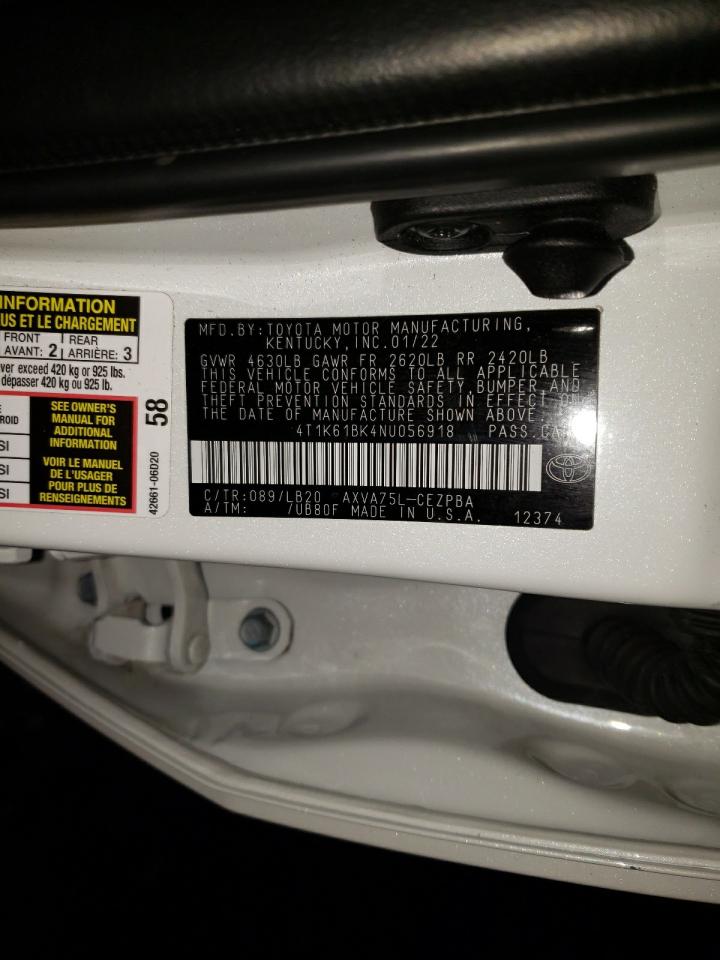 INFORMATION
US ET LE CHARGEMENT
FRONT
AVANT: 2
REAR
ARRIÈRE: 3
ver exceed 420 kg or 925 lbs.
dépasser 420 kg ou 925 lb.
SEE OWNER'S
MANUAL FOR
ADDITIONAL
INFORMATION
VOIR LE MANUEL
DE L'USAGER
POUR PLUS DE
RENSEIGNEMENTS
SI
SI
SI
58
42661-06D20
MFD.BY:TOYOTA MOTOR MANUFACTURING,
KENTUCKY, INC.01/22
GVWR 4630LB GAWR FR 2620LB RR 2420LB
THIS VEHICLE CONFORMS TO ALL APPLICABLE
FEDERAL MOTOR VEHICLE SAFETY,BUMPER AND
THEFT PREVENTION STANDARDS IN EFFECT ON
THE DATE OF MANUFACTURE SHOWN ABOVE.
4T1K61BK4NU056918 PASS.CAR
C/TR:089/LB20 AXVA75L-CEZPBA
A/TM: /UB80F MADE IN U.S.A. 12374